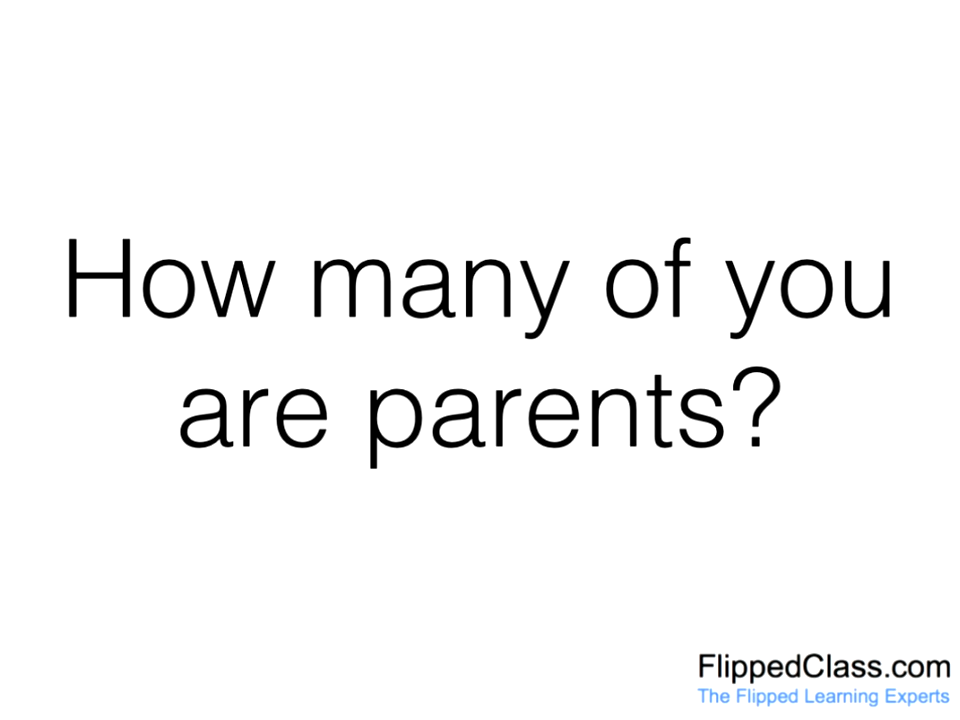 How many of you
are parents?
FlippedClass.com
The Flipped Learning Experts